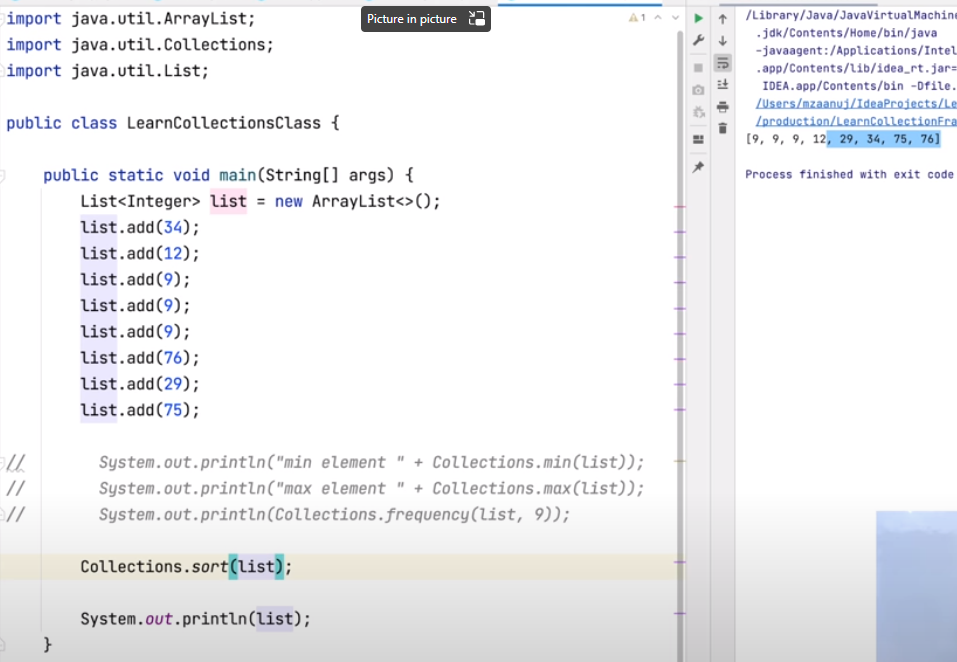 Picture in picture
import java.util.ArrayList;
import java.util.Collections;
import java.util.List;
public class LearnCollectionsClass {
public static void main(String[] args) {
List<Integer> list = new ArrayList<>();
list.add(34);
list.add(12);
list.add(9);
list.add(9);
list.add(9);
list.add(76);
list.add(29);
list.add(75);
// System.out.println("min element " + Collections.min(list));
// System.out.println("max element " + Collections.max(list));
// System.out.println(Collections.frequency(list, 9));
Collections.sort(list);
System.out.println(list);
}
1
/Library/Java/JavaVirtualMachine
.jdk/Contents/Home/bin/java
-javaagent:/Applications/Intel
.app/Contents/lib/idea_rt.jar=
IDEA.app/Contents/bin -Dfile.
/Users/mzaanuj/IdeaProjects/Le
/production/LearnCollectionFra
[9, 9, 9, 12, 29, 34, 75, 76]
Process finished with exit code